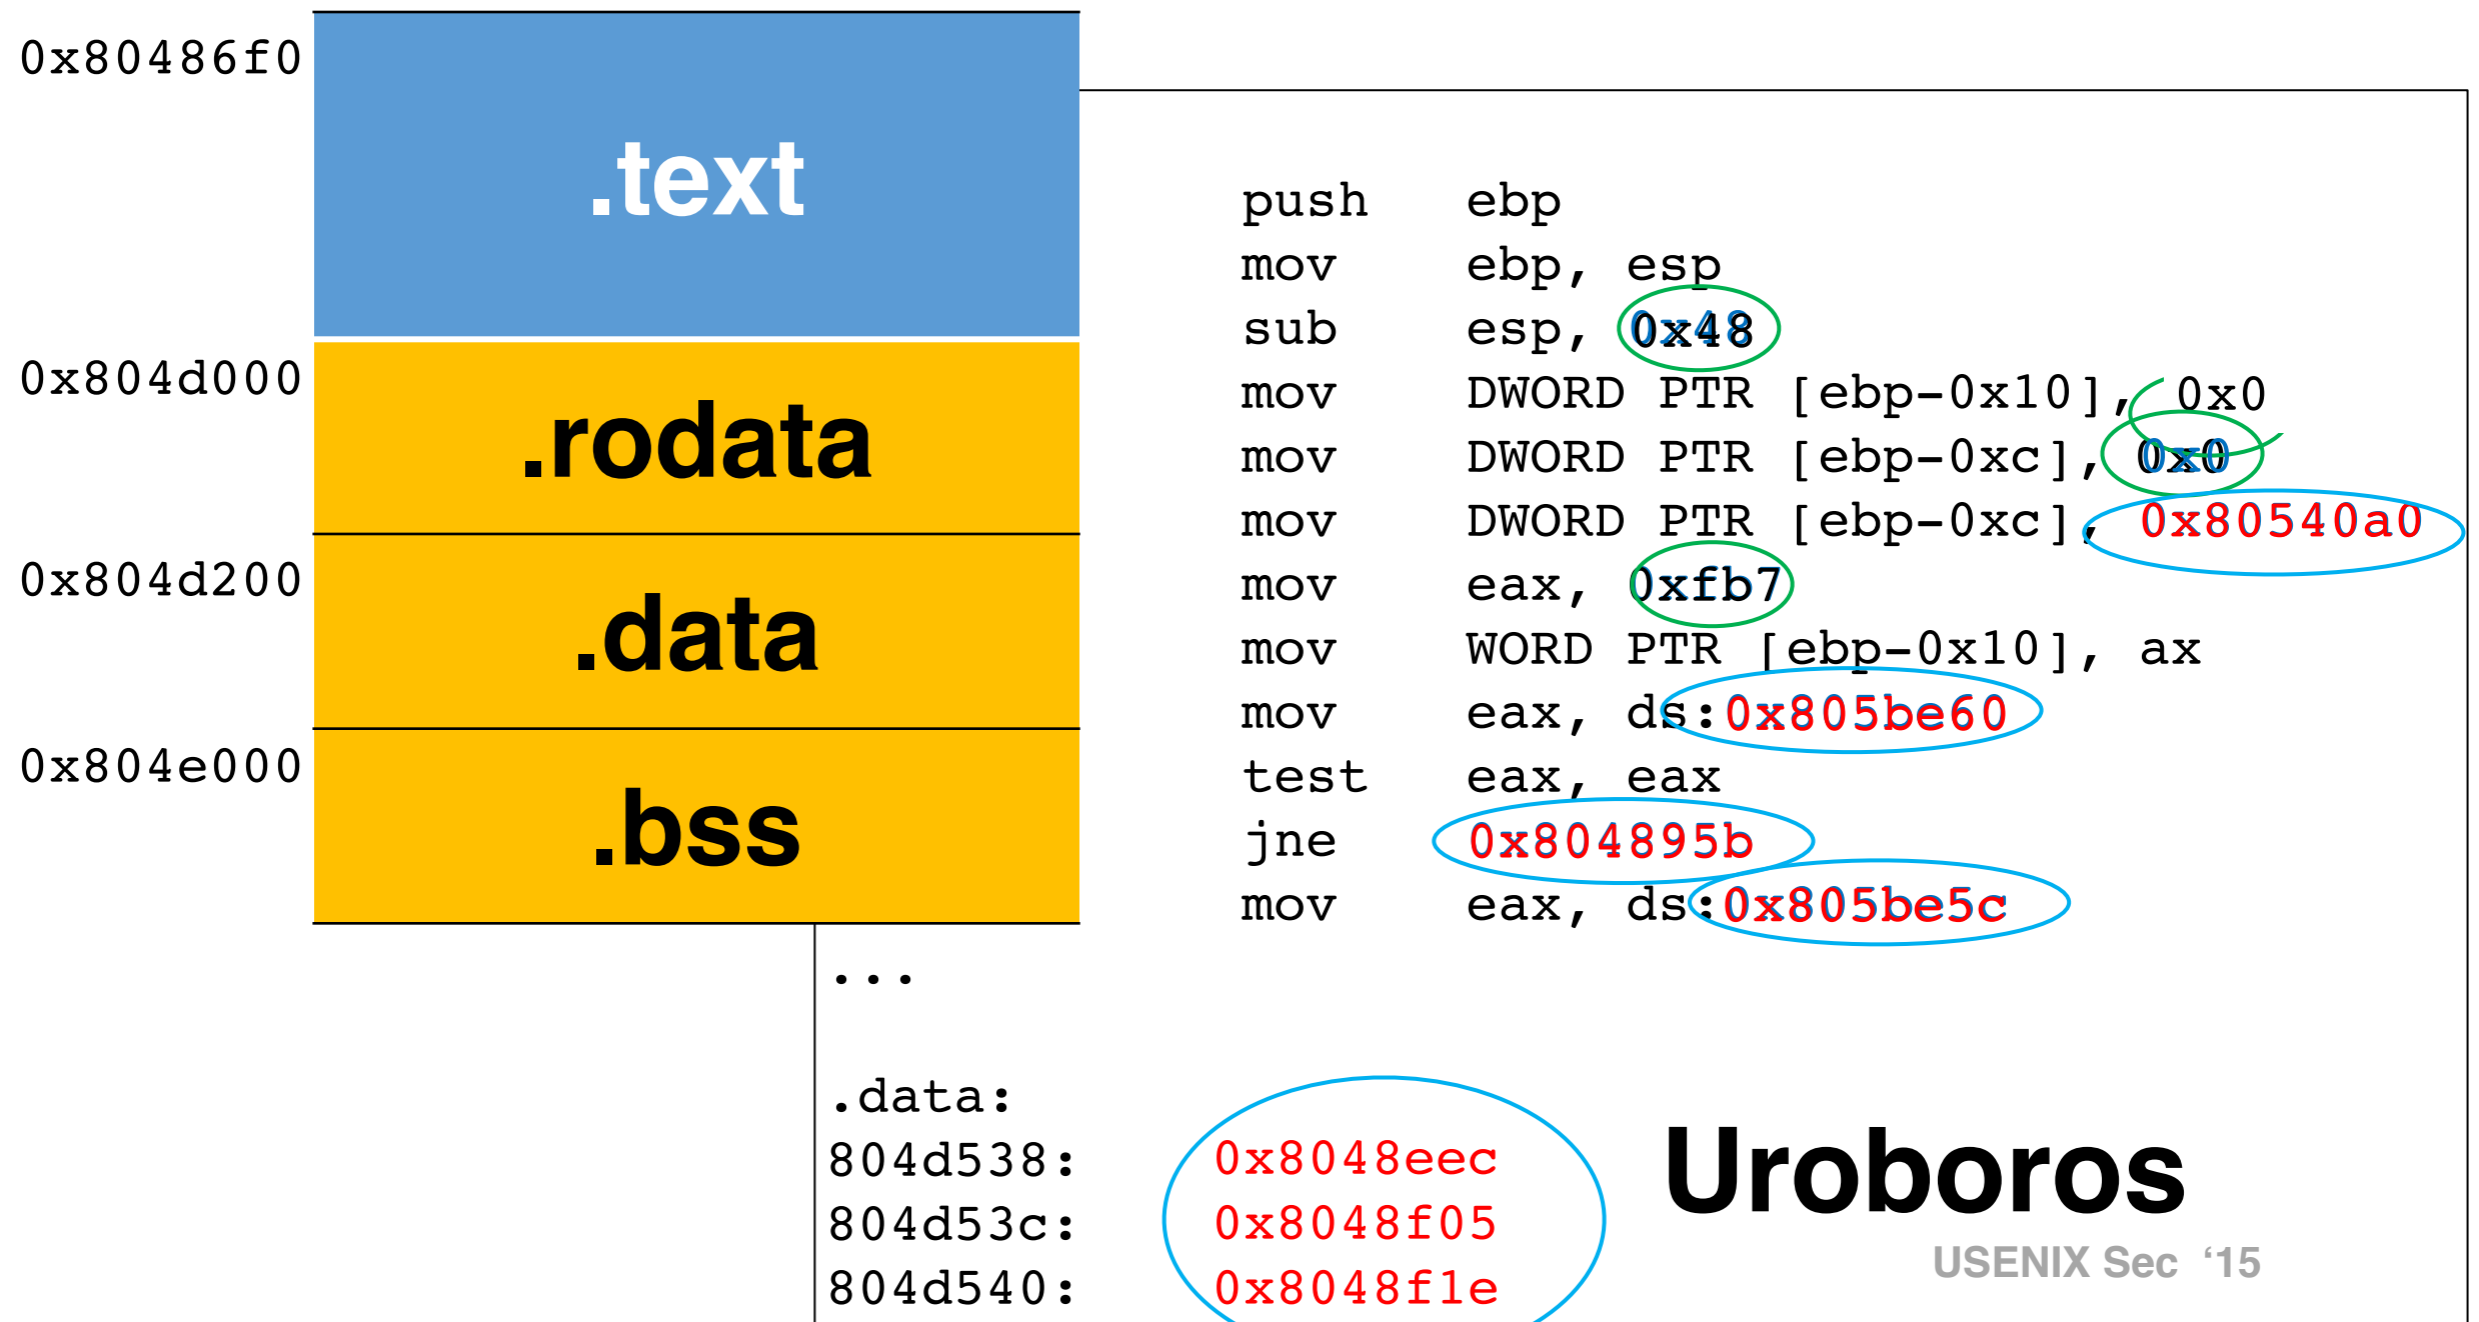 0x80486f0
.text
0x804d000
.rodata
0x804d200
.data
0x804e000
.bss
push ebp
mov ebp, esp
sub esp, 0x48
mov DWORD PTR [ebp-0x10], 0x0
mov DWORD PTR [ebp-0xc], 0x0
mov DWORD PTR [ebp-0xc], 0x80540a0
mov eax, 0xfb7
mov WORD PTR [ebp-0x10], ax
mov eax, ds:0x805be60
test eax, eax
jne 0x804895b
mov eax, ds:0x805be5c
...
.data:
804d538: 0x8048eec
804d53c: 0x8048f05
804d540: 0x8048f1e
Uroboros
USENIX Sec ‘15